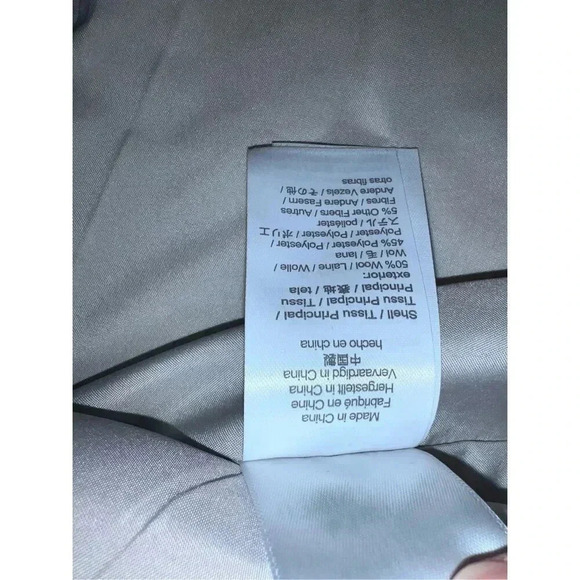 Made in China
Fabriqué en Chine
Hergestellt in China
Vervaardigd in China
中国製
hecho en china
Shell / Tissu Principal /
Tissu Principal / Tissu
Principal / 表地 / tela
exterior:
50% Wool / Laine / Wolle /
Wol / 毛 / lana
45% Polyester / Polyester /
Polyester / Polyester / ポリエ
ステル / poliéster
5% Other Fibers / Autres
Fibres / Andere Fasern /
Andere Vezels / その他 /
otras fibras